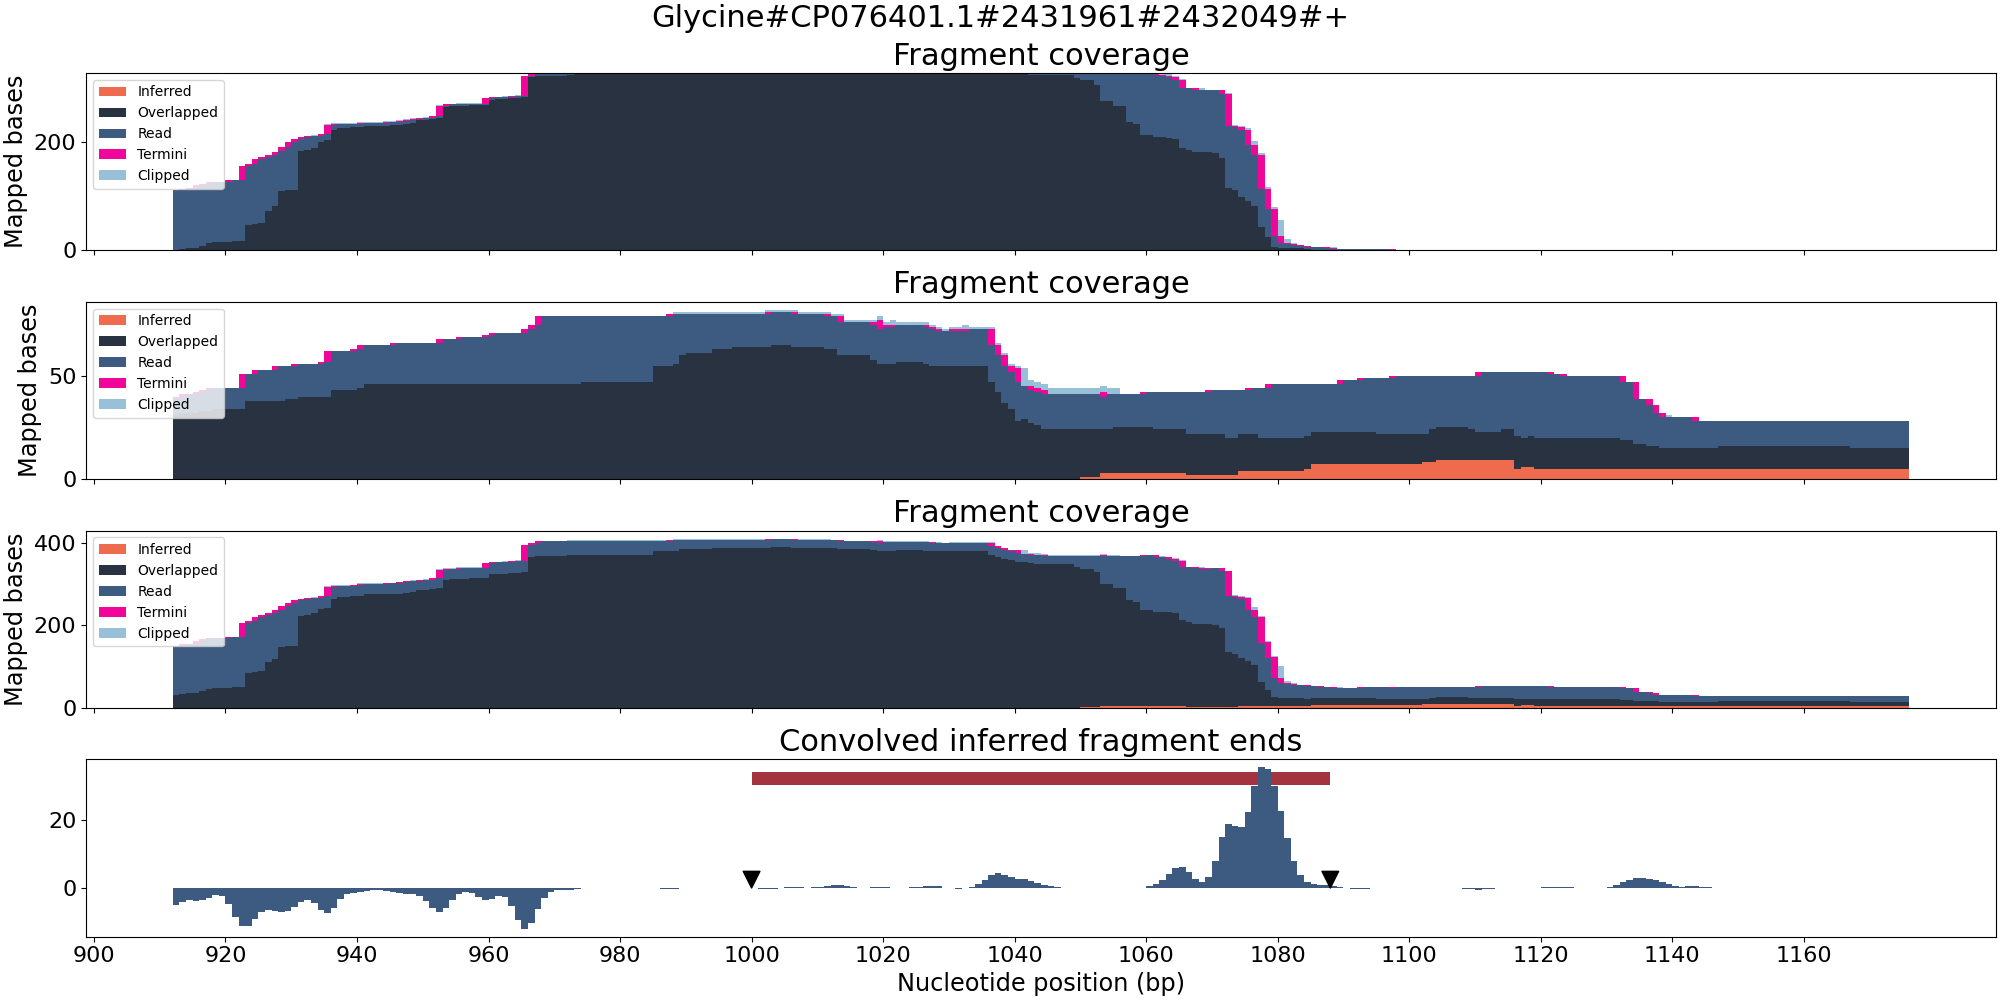 Glycine#CP076401.1#2431961#2432049#+
Fragment coverage
Mapped bases
200
0
Inferred
Overlapped
Read
Termini
Clipped
Fragment coverage
Mapped bases
50
0
Inferred
Overlapped
Read
Termini
Clipped
Fragment coverage
Mapped bases
400
200
0
Inferred
Overlapped
Read
Termini
Clipped
Convolved inferred fragment ends
20
0
900 920 940 960 980 1000 1020 1040 1060 1080 1100 1120 1140 1160
Nucleotide position (bp)